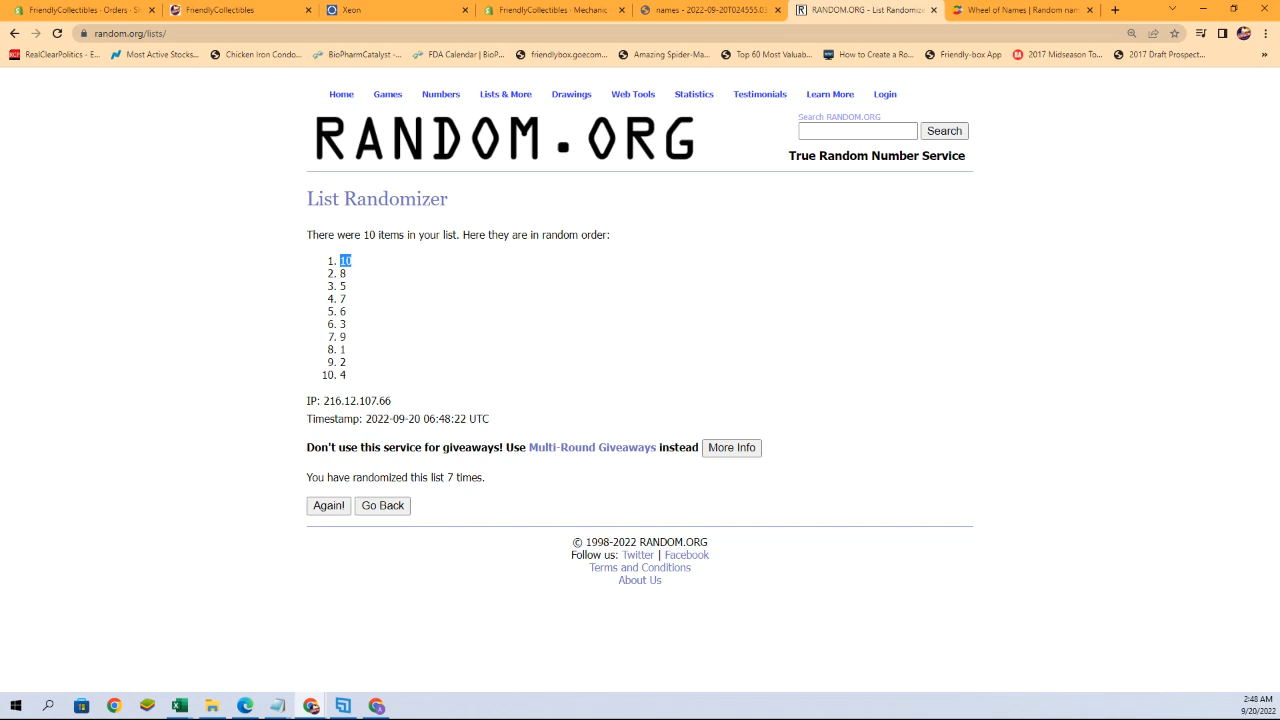 FriendlyCollectibles - Orders · Sh
FriendlyCollectibles
Xeon
FriendlyCollectibles - Mechanic
names - 2022-09-20T024555.03
RANDOM.ORG - List Randomize
Wheel of Names | Random nam
random.org/lists/
RealClearPolitics - E...
Most Active Stocks...
Chicken Iron Condo...
BioPharmCatalyst -...
FDA Calendar | BioP...
friendlybox.goecom...
Amazing Spider-Ma...
Top 60 Most Valuab...
How to Create a Ro...
Friendly-box App
2017 Midseason To...
2017 Draft Prospect...
»
Home Games Numbers Lists & More Drawings Web Tools Statistics Testimonials Learn More Login
RANDOM.ORG
Search RANDOM.ORG
Search
True Random Number Service
List Randomizer
There were 10 items in your list. Here they are in random order:
1. 10
2. 8
3. 5
4. 7
5. 6
6. 3
7. 9
8. 1
9. 2
10. 4
IP: 216.12.107.66
Timestamp: 2022-09-20 06:48:22 UTC
Don't use this service for giveaways! Use Multi-Round Giveaways instead More Info
You have randomized this list 7 times.
Again! Go Back
© 1998-2022 RANDOM.ORG
Follow us: Twitter | Facebook
Terms and Conditions
About Us
2:48 AM
9/20/2022